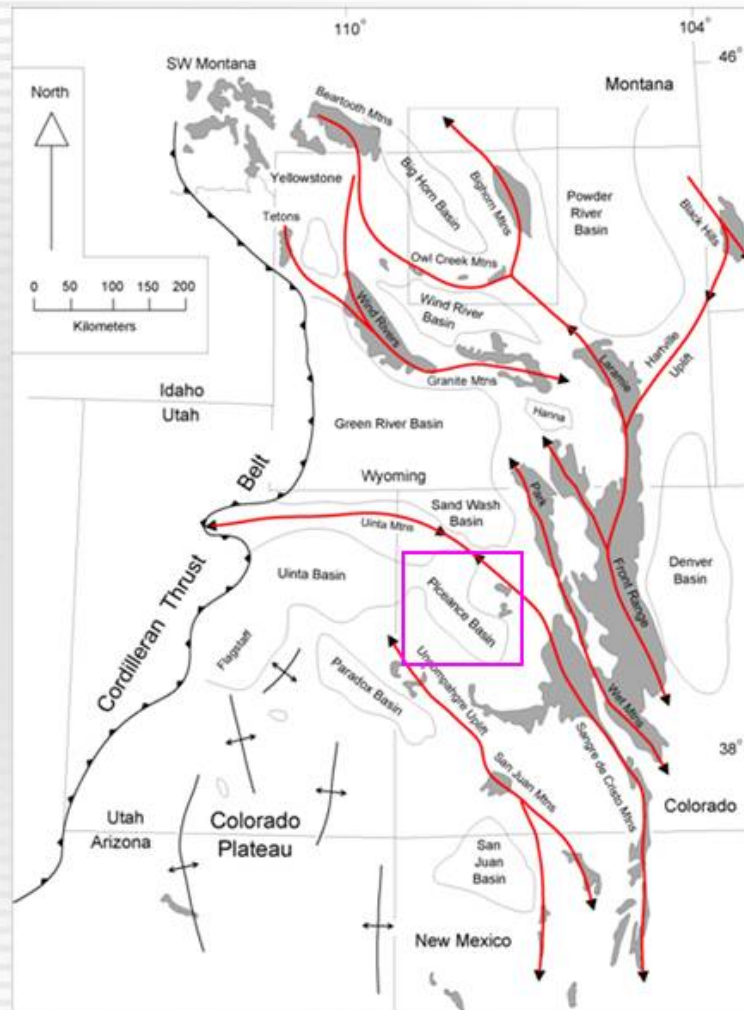 110°
104°
46°
SW Montana
Montana
North
Beartooth Mtns
Yellowstone
Big Horn Basin
Bighorn Mtns
Powder
River
Basin
Black Hills
Tetons
Owl Creek Mtns
0 50 100 150 200
Kilometers
Wind Rivers
Wind River
Basin
Laramie
Hartville
Uplift
Granite Mtns
Idaho
Utah
Hanna
Green River Basin
Wyoming
Belt
Park
Sand Wash
Basin
Uinta Mtns
Uinta Basin
Piceance Basin
Front Range
Denver
Basin
Cordilleran Thrust
Flagstaff
Paradox Basin
Uncompahgre Uplift
Wet Mtns
Sangre de Cristo Mtns
38°
San Juan Mtns
Colorado
Utah
Arizona
Colorado
Plateau
San
Juan
Basin
New Mexico